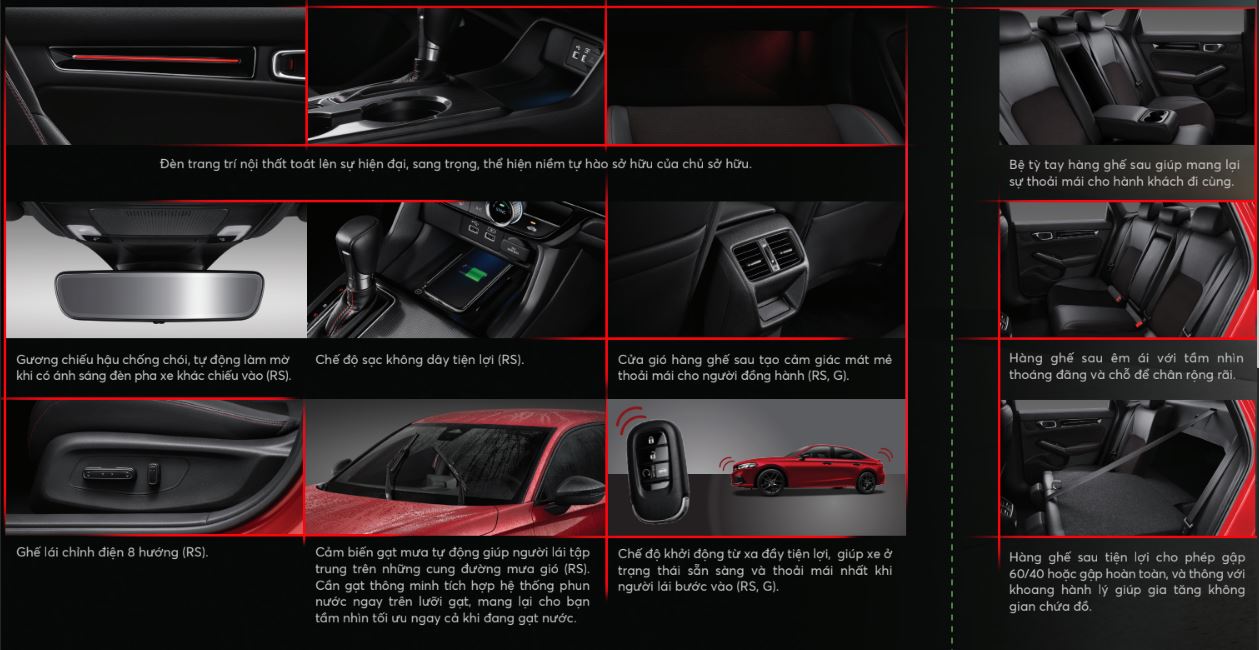 Đèn trang trí nội thất toát lên sự hiện đại, sang trọng, thể hiện niềm tự hào sở hữu của chủ sở hữu.
Bệ tỳ tay hàng ghế sau giúp mang lại
sự thoải mái cho hành khách đi cùng.
Gương chiếu hậu chống chói, tự động làm mờ
khi có ánh sáng đèn pha xe khác chiếu vào (RS).
Chế độ sạc không dây tiện lợi (RS).
Cửa gió hàng ghế sau tạo cảm giác mát mẻ
thoải mái cho người đồng hành (RS, G).
Hàng ghế sau êm ái với tầm nhìn
thoáng đãng và chỗ để chân rộng rãi.
Ghế lái chỉnh điện 8 hướng (RS).
Cảm biến gạt mưa tự động giúp người lái tập
trung trên những cung đường mưa gió (RS).
Cần gạt thông minh tích hợp hệ thống phun
nước ngay trên lưỡi gạt, mang lại cho bạn
tầm nhìn tối ưu ngay cả khi đang gạt nước.
Chế độ khởi động từ xa đầy tiện lợi, giúp xe ở
trạng thái sẵn sàng và thoải mái nhất khi
người lái bước vào (RS, G).
Hàng ghế sau tiện lợi cho phép gập
60/40 hoặc gập hoàn toàn, và thông với
khoang hành lý giúp gia tăng không
gian chứa đồ.